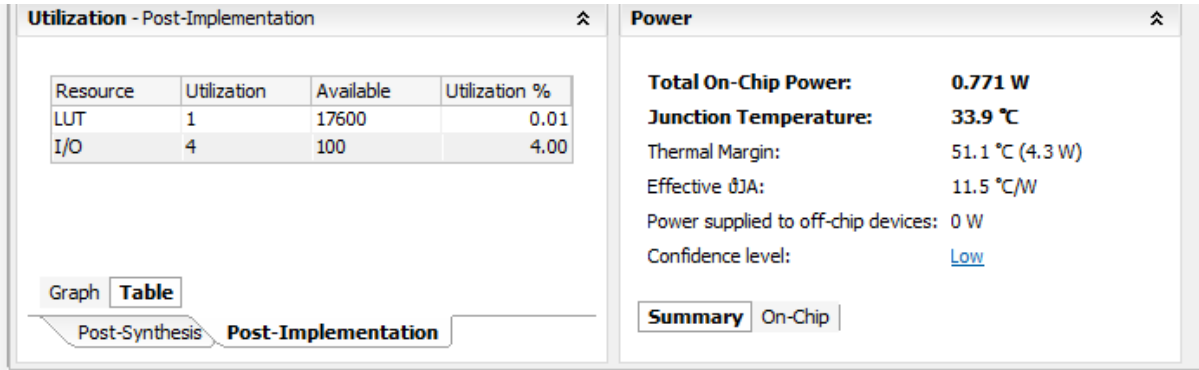 Utilization - Post-Implementation
Resource Utilization Available Utilization %
LUT 1 17600 0.01
I/O 4 100 4.00
Graph Table
Post-Synthesis Post-Implementation
Power
Total On-Chip Power: 0.771 W
Junction Temperature: 33.9 °C
Thermal Margin: 51.1 °C (4.3 W)
Effective ϑJA: 11.5 °C/W
Power supplied to off-chip devices: 0 W
Confidence level: Low
Summary On-Chip